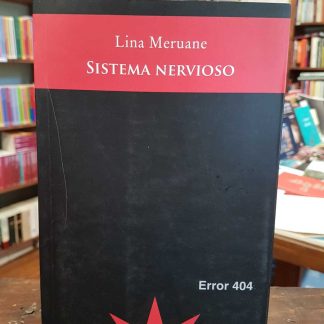 Lina Meruane
SISTEMA NERVIOSO
Error 404